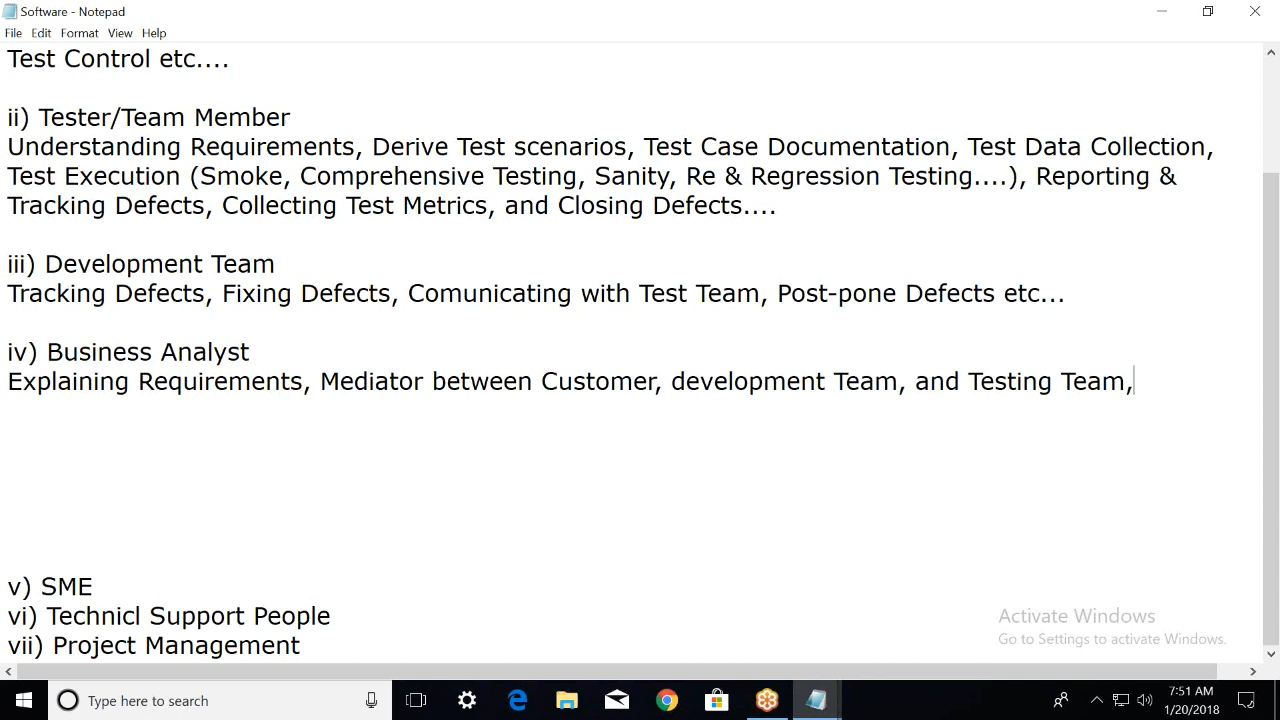 Software - Notepad
File Edit Format View Help
Test Control etc....
ii) Tester/Team Member
Understanding Requirements, Derive Test scenarios, Test Case Documentation, Test Data Collection,
Test Execution (Smoke, Comprehensive Testing, Sanity, Re & Regression Testing....), Reporting &
Tracking Defects, Collecting Test Metrics, and Closing Defects....
iii) Development Team
Tracking Defects, Fixing Defects, Comunicating with Test Team, Post-pone Defects etc...
iv) Business Analyst
Explaining Requirements, Mediator between Customer, development Team, and Testing Team,
v) SME
vi) Technicl Support People
vii) Project Management
Activate Windows
Go to Settings to activate Windows.
Type here to search
7:51 AM
1/20/2018